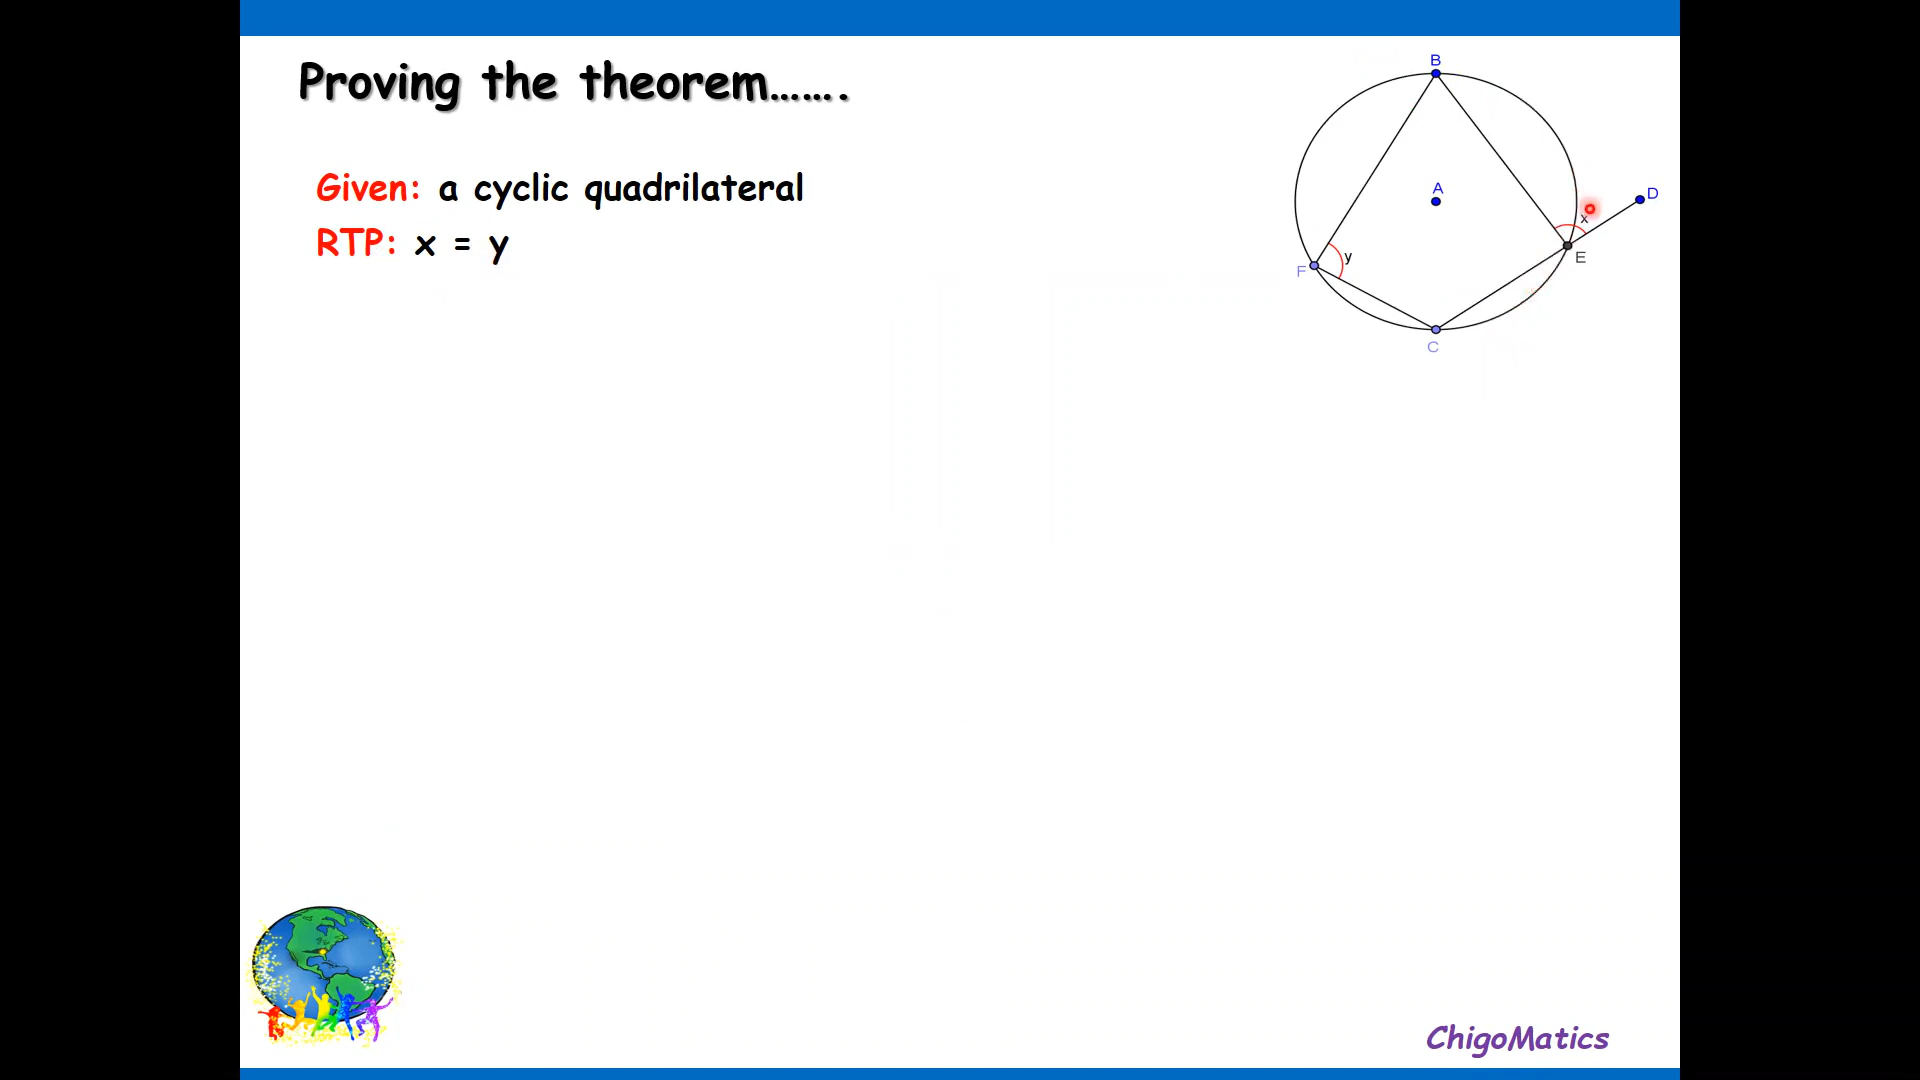 Proving the theorem…….
Given: a cyclic quadrilateral
RTP: x = y
B
A
D
x
E
y
F
C
ChigoMatics